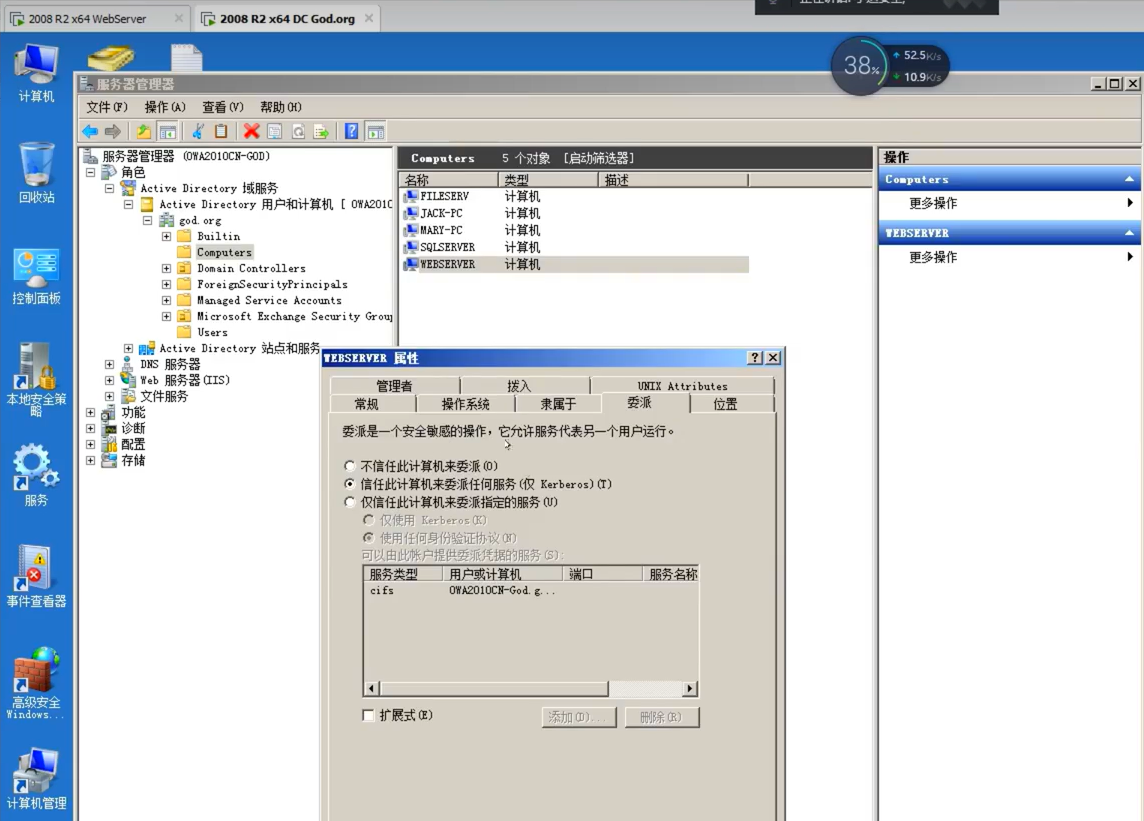 2008 R2 x64 WebServer
2008 R2 x64 DC God.org
38%
52.5K/s
10.9K/s
计算机
回收站
控制面板
本地安全策
略
服务
事件查看器
高级安全
Windows...
计算机管理
服务器管理器
文件(F) 操作(A) 查看(V) 帮助(H)
服务器管理器 (OWA2010CN-GOD)
角色
Active Directory 域服务
Active Directory 用户和计算机 [ OWA201C
god.org
Builtin
Computers
Domain Controllers
ForeignSecurityPrincipals
Managed Service Accounts
Microsoft Exchange Security Grou
Users
Active Directory 站点和服务
DNS 服务器
Web 服务器(IIS)
文件服务
功能
诊断
配置
存储
Computers 5 个对象 [启动筛选器]
名称 类型 描述
FILESERV 计算机
JACK-PC 计算机
MARY-PC 计算机
SQLSERVER 计算机
WEBSERVER 计算机
操作
Computers
更多操作
WEBSERVER
更多操作
WEBSERVER 属性
管理者 拨入 UNIX Attributes
常规 操作系统 隶属于 委派 位置
委派是一个安全敏感的操作，它允许服务代表另一个用户运行。
不信任此计算机来委派(O)
信任此计算机来委派任何服务(仅 Kerberos)(T)
仅信任此计算机来委派指定的服务(U)
仅使用 Kerberos(K)
使用任何身份验证协议(N)
可以由此帐户提供委派凭据的服务(S):
服务类型 用户或计算机 端口 服务名称
cifs OWA2010CN-God.g...
扩展式(E)
添加(D)... 删除(R)